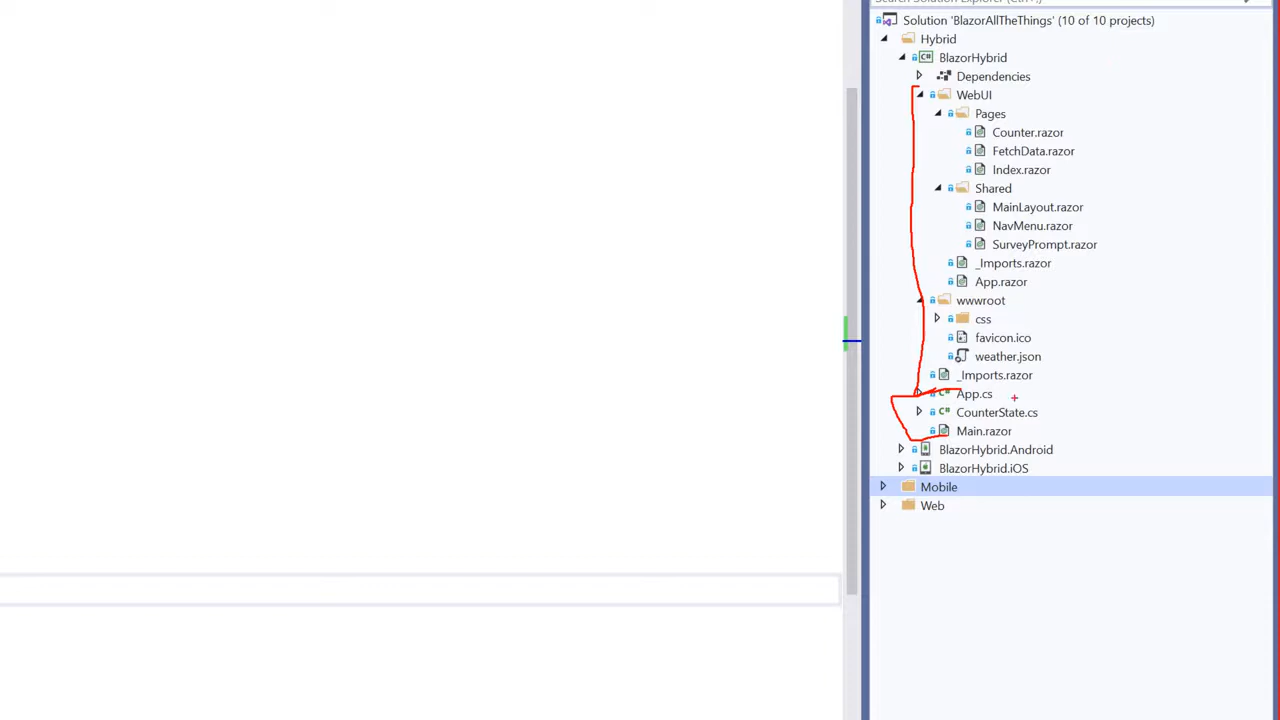 Solution 'BlazorAllTheThings' (10 of 10 projects)
Hybrid
BlazorHybrid
Dependencies
WebUI
Pages
Counter.razor
FetchData.razor
Index.razor
Shared
MainLayout.razor
NavMenu.razor
SurveyPrompt.razor
_Imports.razor
App.razor
wwwroot
css
favicon.ico
weather.json
_Imports.razor
App.cs
CounterState.cs
Main.razor
BlazorHybrid.Android
BlazorHybrid.iOS
Mobile
Web